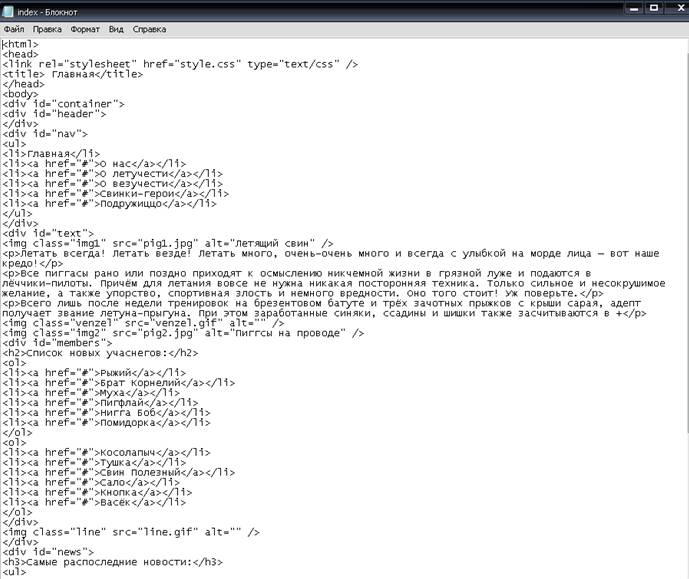 index - Блокнот
Файл Правка Формат Вид Справка
<html>
<head>
<link rel="stylesheet" href="style.css" type="text/css" />
<title> Главная</title>
</head>
<body>
<div id="container">
<div id="header">
</div>
<div id="nav">
<ul>
<li>Главная</li>
<li><a href="#">О нас</a></li>
<li><a href="#">О летучести</a></li>
<li><a href="#">О везучести</a></li>
<li><a href="#">Свинки-герои</a></li>
<li><a href="#">Подружищцо</a></li>
</ul>
</div>
<div id="text">
<img class="img1" src="pig1.jpg" alt="Летящий свин" />
<p>Летать всегда! Летать везде! Летать много, очень-очень много и всегда с улыбкой на морде лица – вот наше
кредо!</p>
<p>Все пиггасы рано или поздно приходят к осмыслению никчемной жизни в грязной луже и подаются в
лётчики-пилоты. Причём для летания вовсе не нужна никакая посторонняя техника. Только сильное и несокрушимое
желание, а также упорство, спортивная злость и немного вредности. Оно того стоит! Уж поверьте.</p>
<p>Всего лишь после недели тренировок на брезентовом батуте и трёх зачотных прыжков с крыши сарая, адепт
получает звание летуна-прыгуна. При этом заработанные синяки, ссадины и шишки также засчитываются в +</p>
<img class="venzel" src="venzel.gif" alt="" />
<img class="img2" src="pig2.jpg" alt="Пиггсы на проводе" />
<div id="members">
<h2>Список новых учаснегов:</h2>
<ol>
<li><a href="#">Рыжий</a></li>
<li><a href="#">Брат Корнелий</a></li>
<li><a href="#">Муха</a></li>
<li><a href="#">Пигфлай</a></li>
<li><a href="#">Нигга Боб</a></li>
<li><a href="#">Помидорка</a></li>
</ol>
<ol>
<li><a href="#">Косолапыч</a></li>
<li><a href="#">Тушка</a></li>
<li><a href="#">Свин Полезный</a></li>
<li><a href="#">Сало</a></li>
<li><a href="#">Кнопка</a></li>
<li><a href="#">Васёк</a></li>
</ol>
</div>
<img class="line" src="line.gif" alt="" />
</div>
<div id="news">
<h3>Самые распоследние новости:</h3>
<ul>